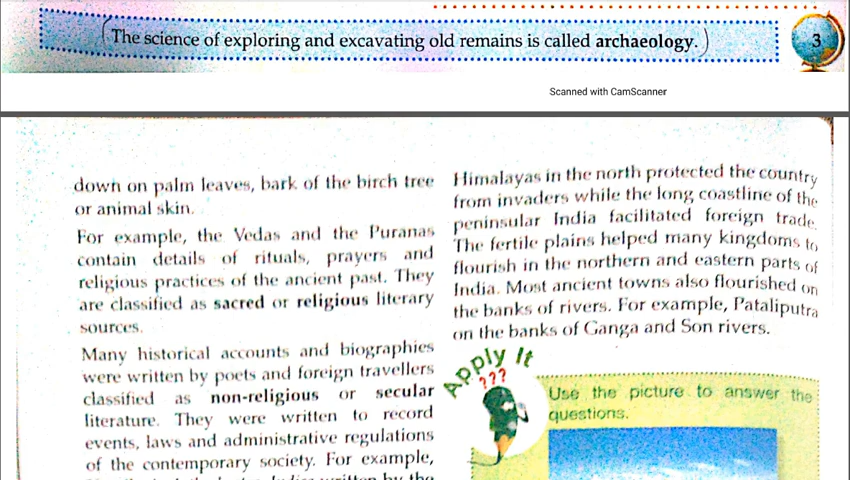 The science of exploring and excavating old remains is called archaeology.
3
Scanned with CamScanner
down on palm leaves, bark of the birch tree
or animal skin.
For example, the Vedas and the Puranas
contain details of rituals, prayers and
religious practices of the ancient past. They
are classified as sacred or religious literary
sources.
Many historical accounts and biographies
were written by poets and foreign travellers
classified as non-religious or secular
literature. They were written to record
events, laws and administrative regulations
of the contemporary society. For example,
written by the
Himalayas in the north protected the country
from invaders while the long coastline of the
peninsular India facilitated foreign trade.
The fertile plains helped many kingdoms to
flourish in the northern and eastern parts of
India. Most ancient towns also flourished on
the banks of rivers. For example, Pataliputra
on the banks of Ganga and Son rivers.
Apply It
???
Use the picture to answer the
questions.